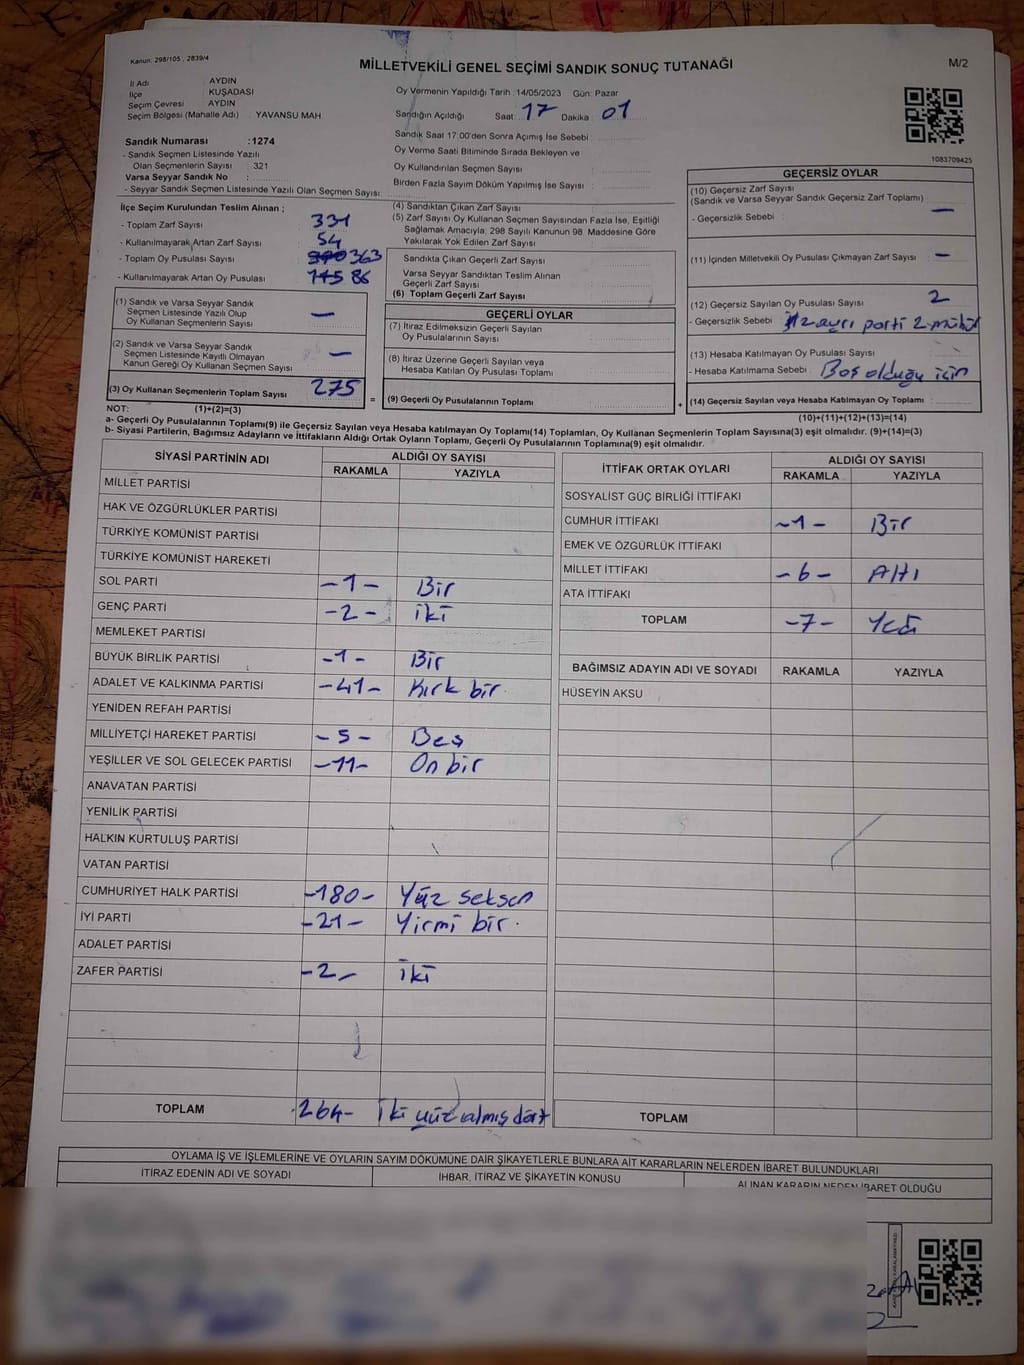 Kanun. 298/105 , 2839/4
MİLLETVEKİLİ GENEL SEÇİMİ SANDIK SONUÇ TUTANAĞI
M/2
İl Adı : AYDIN
İlçe : KUŞADASI
Seçim Çevresi : AYDIN
Seçim Bölgesi (Mahalle Adı) : YAVANSU MAH
Oy Vermenin Yapıldığı Tarih : 14/05/2023 Gün: Pazar
Sandığın Açıldığı Saat: 17 Dakika : 01
Sandık Saat 17:00'den Sonra Açımış İse Sebebi :
Sandık Numarası :1274
- Sandık Seçmen Listesinde Yazılı
Olan Seçmenlerin Sayısı : 321
Varsa Seyyar Sandık No :
- Seyyar Sandık Seçmen Listesinde Yazılı Olan Seçmen Sayısı:
Oy Verme Saati Bitiminde Sırada Bekleyen ve
Oy Kullandırılan Seçmen Sayısı :
Birden Fazla Sayım Döküm Yapılmış İse Sayısı :
1083709425
İlçe Seçim Kurulundan Teslim Alınan ;
- Toplam Zarf Sayısı : 331
- Kullanılmayarak Artan Zarf Sayısı : 54
- Toplam Oy Pusulası Sayısı : 363
- Kullanılmayarak Artan Oy Pusulası : 86
(4) Sandıktan Çıkan Zarf Sayısı :
(5) Zarf Sayısı Oy Kullanan Seçmen Sayısından Fazla İse, Eşitliği
Sağlamak Amacıyla, 298 Sayılı Kanunun 98. Maddesine Göre
Yakılarak Yok Edilen Zarf Sayısı :
Sandıkta Çıkan Geçerli Zarf Sayısı :
Varsa Seyyar Sandıktan Teslim Alınan
Geçerli Zarf Sayısı :
(6) Toplam Geçerli Zarf Sayısı :
GEÇERSİZ OYLAR
(10) Geçersiz Zarf Sayısı
(Sandık ve Varsa Seyyar Sandık Geçersiz Zarf Toplamı) : —
- Geçersizlik Sebebi :
(11) İçinden Milletvekili Oy Pusulası Çıkmayan Zarf Sayısı : —
(12) Geçersiz Sayılan Oy Pusulası Sayısı : 2
- Geçersizlik Sebebi : 2 ayrı parti 2 mühür
(13) Hesaba Katılmayan Oy Pusulası Sayısı :
- Hesaba Katılmama Sebebi : Boş olduğu için
(14) Geçersiz Sayılan veya Hesaba Katılmayan Oy Toplamı :
(10)+(11)+(12)+(13)=(14)
(1) Sandık ve Varsa Seyyar Sandık
Seçmen Listesinde Yazılı Olup
Oy Kullanan Seçmenlerin Sayısı : —
(2) Sandık ve Varsa Seyyar Sandık
Seçmen Listesinde Kayıtlı Olmayan
Kanun Gereği Oy Kullanan Seçmen Sayısı : —
(3) Oy Kullanan Seçmenlerin Toplam Sayısı : 275
GEÇERLİ OYLAR
(7) İtiraz Edilmeksizin Geçerli Sayılan
Oy Pusulalarının Sayısı :
(8) İtiraz Üzerine Geçerli Sayılan veya
Hesaba Katılan Oy Pusulası Toplamı :
= (9) Geçerli Oy Pusulalarının Toplamı : +
NOT: (1)+(2)=(3)
a- Geçerli Oy Pusulalarının Toplamı(9) ile Geçersiz Sayılan veya Hesaba Katılmayan Oy Toplamı(14) Toplamları, Oy Kullanan Seçmenlerin Toplam Sayısına(3) eşit olmalıdır. (9)+(14)=(3)
b- Siyasi Partilerin, Bağımsız Adayların ve İttifakların Aldığı Ortak Oyların Toplamı, Geçerli Oy Pusulalarının Toplamına(9) eşit olmalıdır.
SİYASİ PARTİNİN ADI ALDIĞI OY SAYISI
RAKAMLA YAZIYLA
MİLLET PARTİSİ
HAK VE ÖZGÜRLÜKLER PARTİSİ
TÜRKİYE KOMÜNİST PARTİSİ
TÜRKİYE KOMÜNİST HAREKETİ
SOL PARTİ -1- Bir
GENÇ PARTİ -2- iki
MEMLEKET PARTİSİ
BÜYÜK BİRLİK PARTİSİ -1- Bir
ADALET VE KALKINMA PARTİSİ -41- Kırk bir.
YENİDEN REFAH PARTİSİ
MİLLİYETÇİ HAREKET PARTİSİ -5- Beş
YEŞİLLER VE SOL GELECEK PARTİSİ -11- On bir
ANAVATAN PARTİSİ
YENİLİK PARTİSİ
HALKIN KURTULUŞ PARTİSİ
VATAN PARTİSİ
CUMHURİYET HALK PARTİSİ -180- Yüz seksen
İYİ PARTİ -21- Yirmi bir.
ADALET PARTİSİ
ZAFER PARTİSİ -2- iki
TOPLAM -264- İki yüz almış dört
İTTİFAK ORTAK OYLARI ALDIĞI OY SAYISI
RAKAMLA YAZIYLA
SOSYALİST GÜÇ BİRLİĞİ İTTİFAKI
CUMHUR İTTİFAKI -1- Bir
EMEK VE ÖZGÜRLÜK İTTİFAKI
MİLLET İTTİFAKI -6- Altı
ATA İTTİFAKI
TOPLAM -7- Yedi
BAĞIMSIZ ADAYIN ADI VE SOYADI RAKAMLA YAZIYLA
HÜSEYİN AKSU
TOPLAM
OYLAMA İŞ VE İŞLEMLERİNE VE OYLARIN SAYIM DÖKÜMÜNE DAİR ŞİKAYETLERLE BUNLARA AİT KARARLARIN NELERDEN İBARET BULUNDUKLARI
İTİRAZ EDENİN ADI VE SOYADI İHBAR, İTİRAZ VE ŞİKAYETİN KONUSU ALINAN KARARIN NEDEN İBARET OLDUĞU